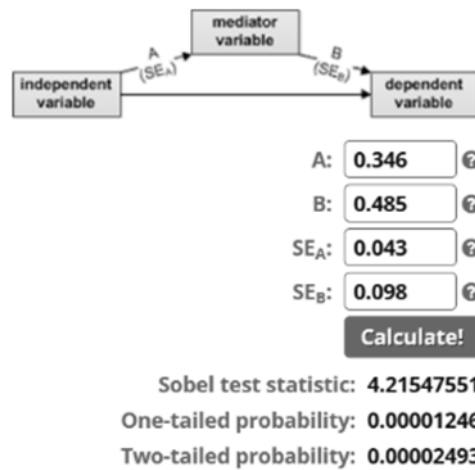 mediator
variable
A
(SEA)
B
(SEB)
independent
variable
dependent
variable
A: 0.346
B: 0.485
SEA: 0.043
SEB: 0.098
Calculate!
Sobel test statistic: 4.21547551
One-tailed probability: 0.00001246
Two-tailed probability: 0.00002493